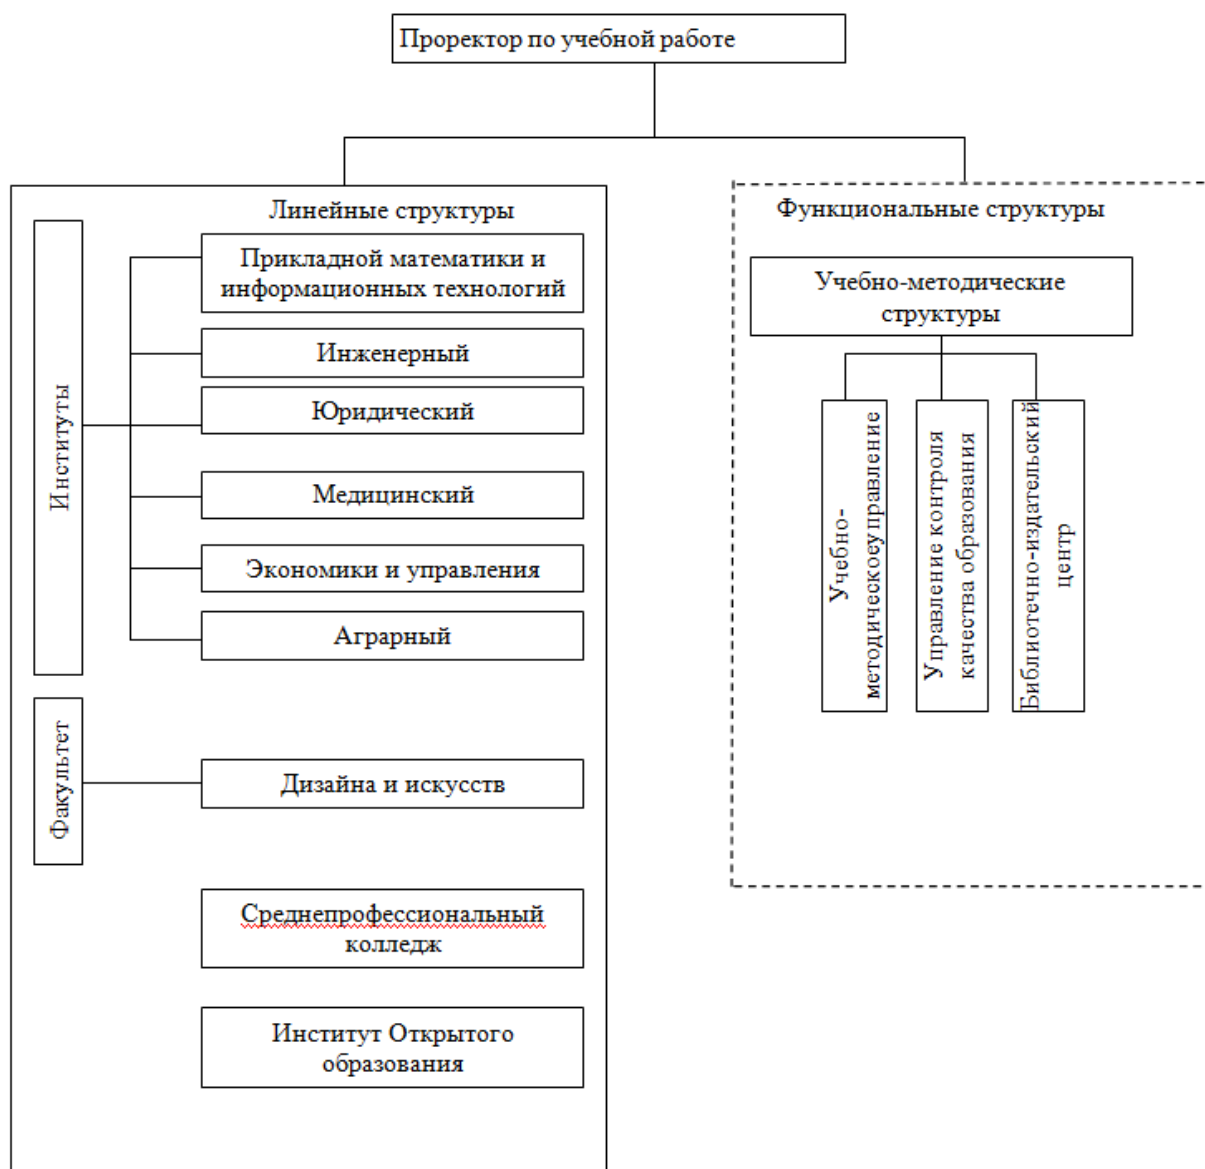 Проректор по учебной работе
Линейные структуры
Институты
Прикладной математики и
информационных технологий
Инженерный
Юридический
Медицинский
Экономики и управления
Аграрный
Факультет
Дизайна и искусств
Среднепрофессиональный
колледж
Институт Открытого
образования
Функциональные структуры
Учебно-методические
структуры
Учебно-
методическоеуправление
Управление контроля
качества образования
Библиотечно-издательский
центр